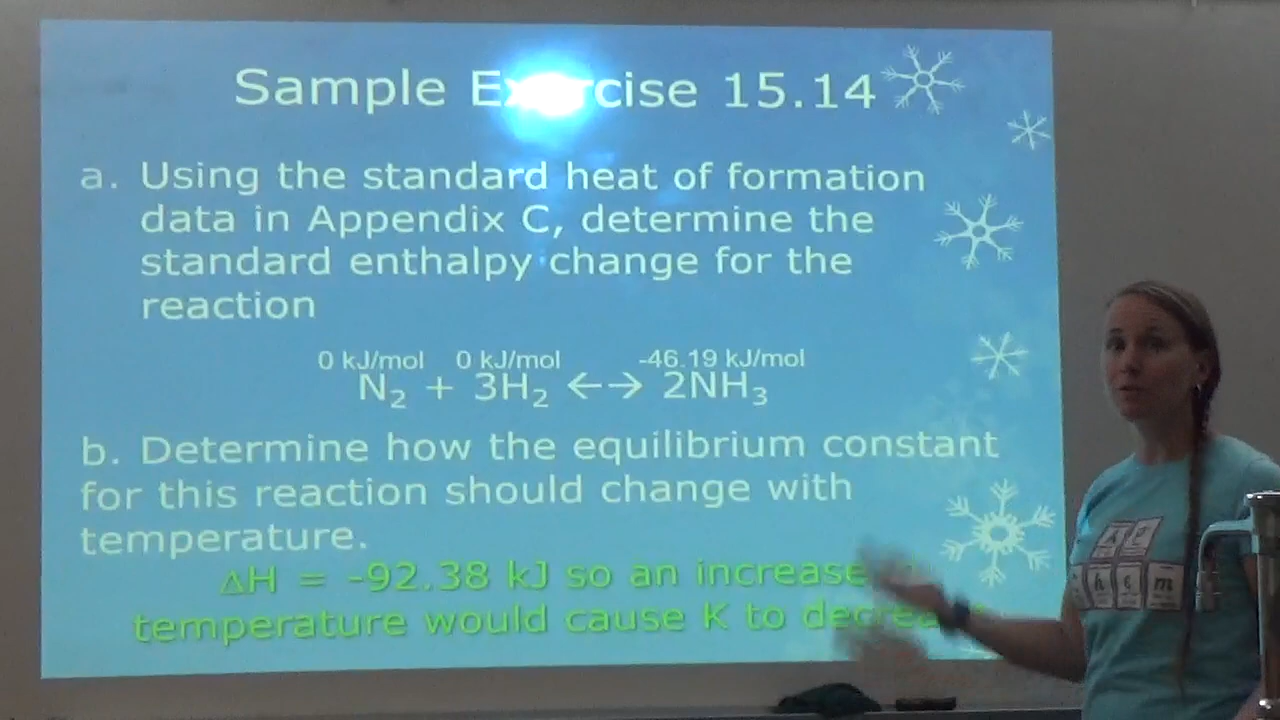 Sample Exercise 15.14
a. Using the standard heat of formation
data in Appendix C, determine the
standard enthalpy change for the
reaction
0 kJ/mol 0 kJ/mol -46.19 kJ/mol
N₂ + 3H₂ ←→ 2NH₃
b. Determine how the equilibrium constant
for this reaction should change with
temperature.
ΔH = -92.38 kJ so an increase
temperature would cause K to
A P
h e m